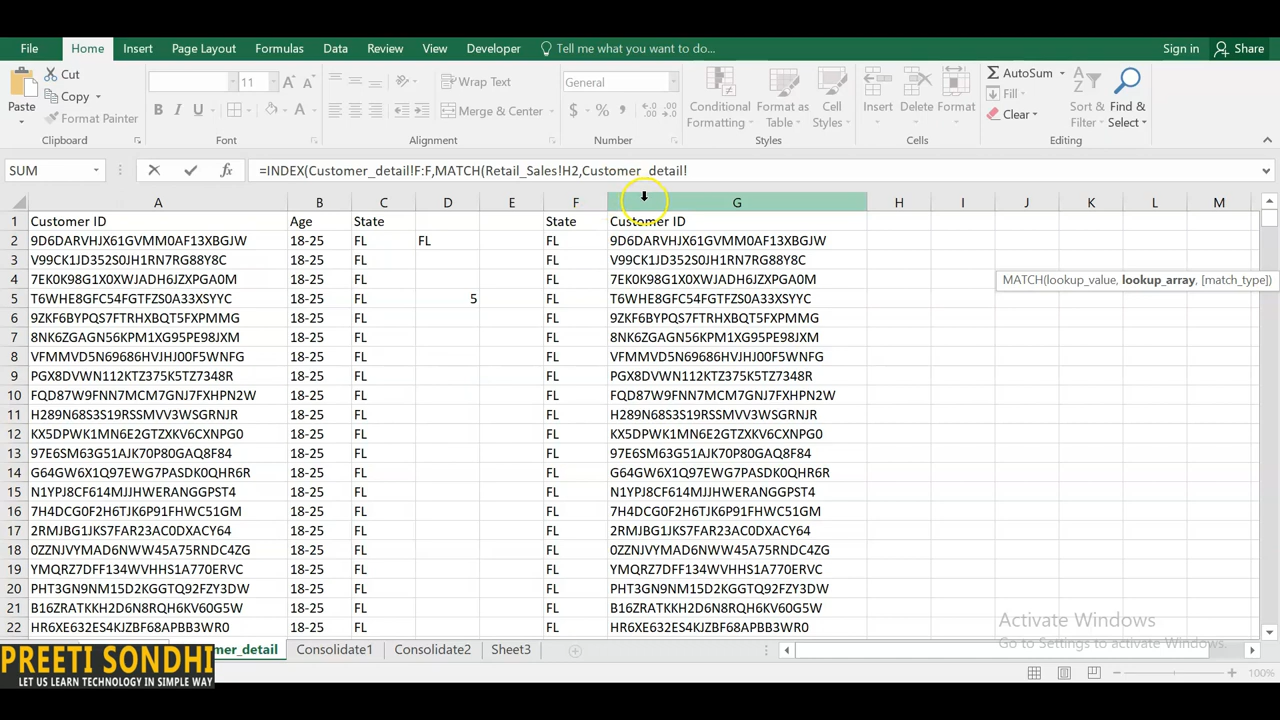 File Home Insert Page Layout Formulas Data Review View Developer Tell me what you want to do... Sign in Share
Paste Cut Copy Format Painter
Clipboard
11 A A B I U A
Font
Wrap Text Merge & Center
Alignment
General $ % ,
Number
Conditional Formatting Format as Table Cell Styles
Styles
Insert Delete Format
Cells
AutoSum Fill Clear Sort & Filter Find & Select
Editing
SUM fx =INDEX(Customer_detail!F:F,MATCH(Retail_Sales!H2,Customer_detail!
A B C D E F G H I J K L M
1 Customer ID Age State State Customer ID
2 9D6DARVHJX61GVMM0AF13XBGJW 18-25 FL FL FL 9D6DARVHJX61GVMM0AF13XBGJW
3 V99CK1JD352S0JH1RN7RG88Y8C 18-25 FL FL V99CK1JD352S0JH1RN7RG88Y8C
4 7EK0K98G1X0XWJADH6JZXPGA0M 18-25 FL FL 7EK0K98G1X0XWJADH6JZXPGA0M
MATCH(lookup_value, lookup_array, [match_type])
5 T6WHE8GFC54FGTFZS0A33XSYYC 18-25 FL 5 FL T6WHE8GFC54FGTFZS0A33XSYYC
6 9ZKF6BYPQS7FTRHXBQT5FXPMMG 18-25 FL FL 9ZKF6BYPQS7FTRHXBQT5FXPMMG
7 8NK6ZGAGN56KPM1XG95PE98JXM 18-25 FL FL 8NK6ZGAGN56KPM1XG95PE98JXM
8 VFMMVD5N69686HVJHJ00F5WNFG 18-25 FL FL VFMMVD5N69686HVJHJ00F5WNFG
9 PGX8DVWN112KTZ375K5TZ7348R 18-25 FL FL PGX8DVWN112KTZ375K5TZ7348R
10 FQD87W9FNN7MCM7GNJ7FXHPN2W 18-25 FL FL FQD87W9FNN7MCM7GNJ7FXHPN2W
11 H289N68S3S19RSSMVV3WSGRNJR 18-25 FL FL H289N68S3S19RSSMVV3WSGRNJR
12 KX5DPWK1MN6E2GTZXKV6CXNPG0 18-25 FL FL KX5DPWK1MN6E2GTZXKV6CXNPG0
13 97E6SM63G51AJK70P80GAQ8F84 18-25 FL FL 97E6SM63G51AJK70P80GAQ8F84
14 G64GW6X1Q97EWG7PASDK0QHR6R 18-25 FL FL G64GW6X1Q97EWG7PASDK0QHR6R
15 N1YPJ8CF614MJJHWERANGGPST4 18-25 FL FL N1YPJ8CF614MJJHWERANGGPST4
16 7H4DC0F2H6TJK6P91FC7SC51GM 18-25 FL FL 7H4DC0F2H6TJK6P91FC7SC51GM
17 2RMJBG1JKS7FAR23AC0DXACY64 18-25 FL FL 2RMJBG1JKS7FAR23AC0DXACY64
18 0ZZNJVYMAD6NWW45A75RNDC4ZG 18-25 FL FL 0ZZNJVYMAD6NWW45A75RNDC4ZG
19 YMQRZ7DFF134WVHHS1A770ERVC 18-25 FL FL YMQRZ7DFF134WVHHS1A770ERVC
20 PHT3GN9NM15D2KGGTQ92FZY3DW 18-25 FL FL PHT3GN9NM15D2KGGTQ92FZY3DW
21 B16ZRATKKH2D6N8RQH6KV60G5W 18-25 FL FL B16ZRATKKH2D6N8RQH6KV60G5W
22 HR6XE632ES4KJZBF68APBB3WR0 18-25 FL FL HR6XE632ES4KJZBF68APBB3WR0
Activate Windows
Go to Settings to activate Windows.
mer_detail Consolidate1 Consolidate2 Sheet3
PREETI SONDHI
LET US LEARN TECHNOLOGY IN SIMPLE WAY
100%